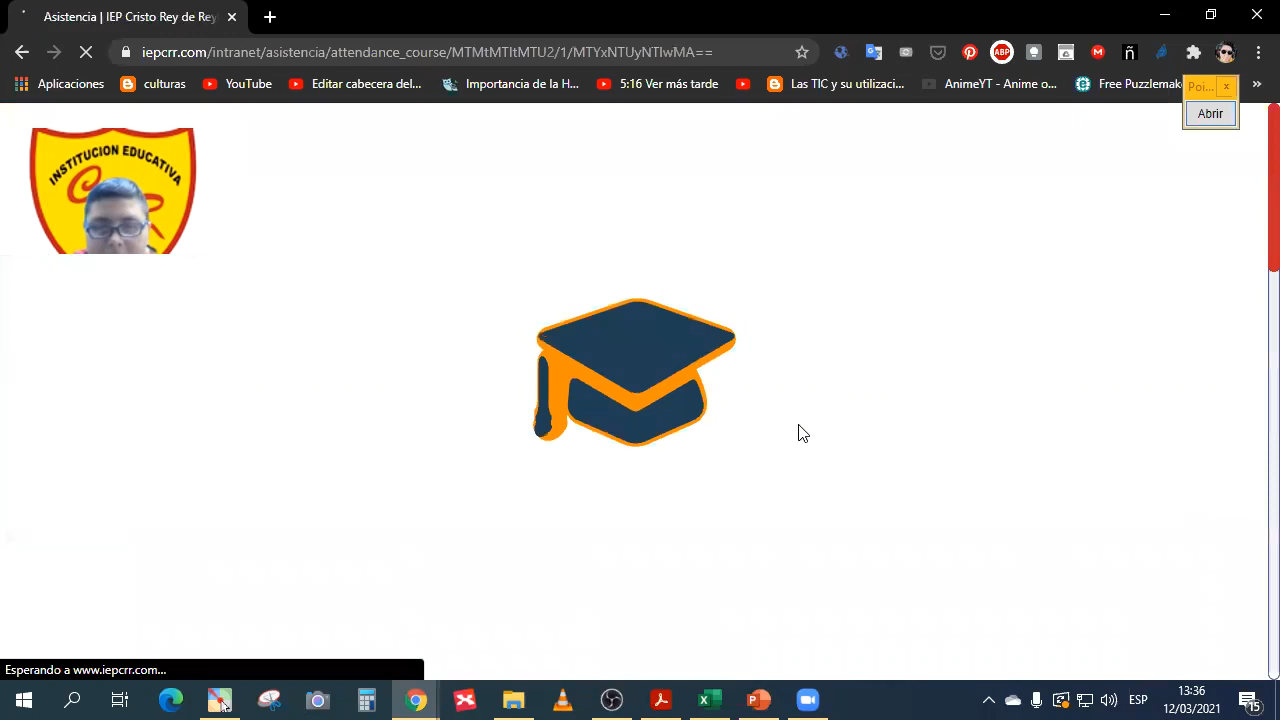 Asistencia | IEP Cristo Rey de Rey
iepcrr.com/intranet/asistencia/attendance_course/MTMtMTItMTU2/1/MTYxNTUyNTIwMA==
Aplicaciones culturas YouTube Editar cabecera del... Importancia de la H... 5:16 Ver más tarde Las TIC y su utilizaci... AnimeYT - Anime o... Free Puzzlemak
Poi...
Abrir
INSTITUCION EDUCATIVA
Esperando a www.iepcrr.com...
ESP
13:36
12/03/2021
15